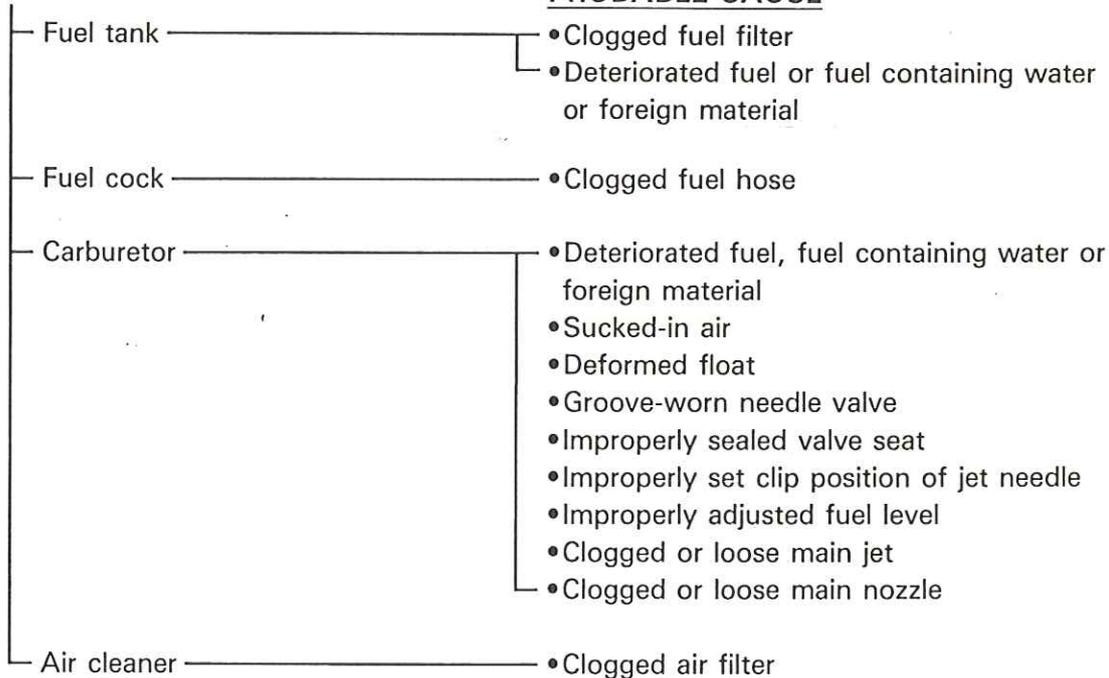 Fuel tank
• Clogged fuel filter
• Deteriorated fuel or fuel containing water
or foreign material
Fuel cock
• Clogged fuel hose
Carburetor
• Deteriorated fuel, fuel containing water or
foreign material
• Sucked-in air
• Deformed float
• Groove-worn needle valve
• Improperly sealed valve seat
• Improperly set clip position of jet needle
• Improperly adjusted fuel level
• Clogged or loose main jet
• Clogged or loose main nozzle
Air cleaner
• Clogged air filter